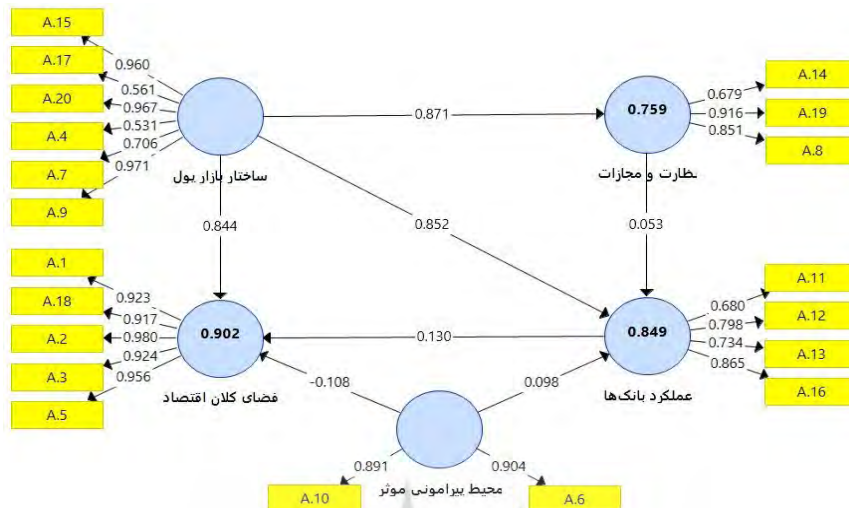 A.15
0.960
A.17
0.561
A.20
0.967
A.4
0.531
A.7
0.706
A.9
0.971
ساختار بازار پول
0.871
0.759
نظارت و مجازات
0.679
A.14
0.916
A.19
0.851
A.8
0.844
0.852
0.053
A.1
0.923
A.18
0.917
A.2
0.980
A.3
0.924
A.5
0.956
0.902
فضای کلان اقتصاد
0.130
0.849
عملکرد بانک‌ها
0.680
A.11
0.798
A.12
0.734
A.13
0.865
A.16
-0.108
0.098
محیط پیرامونی موثر
0.891
A.10
0.904
A.6